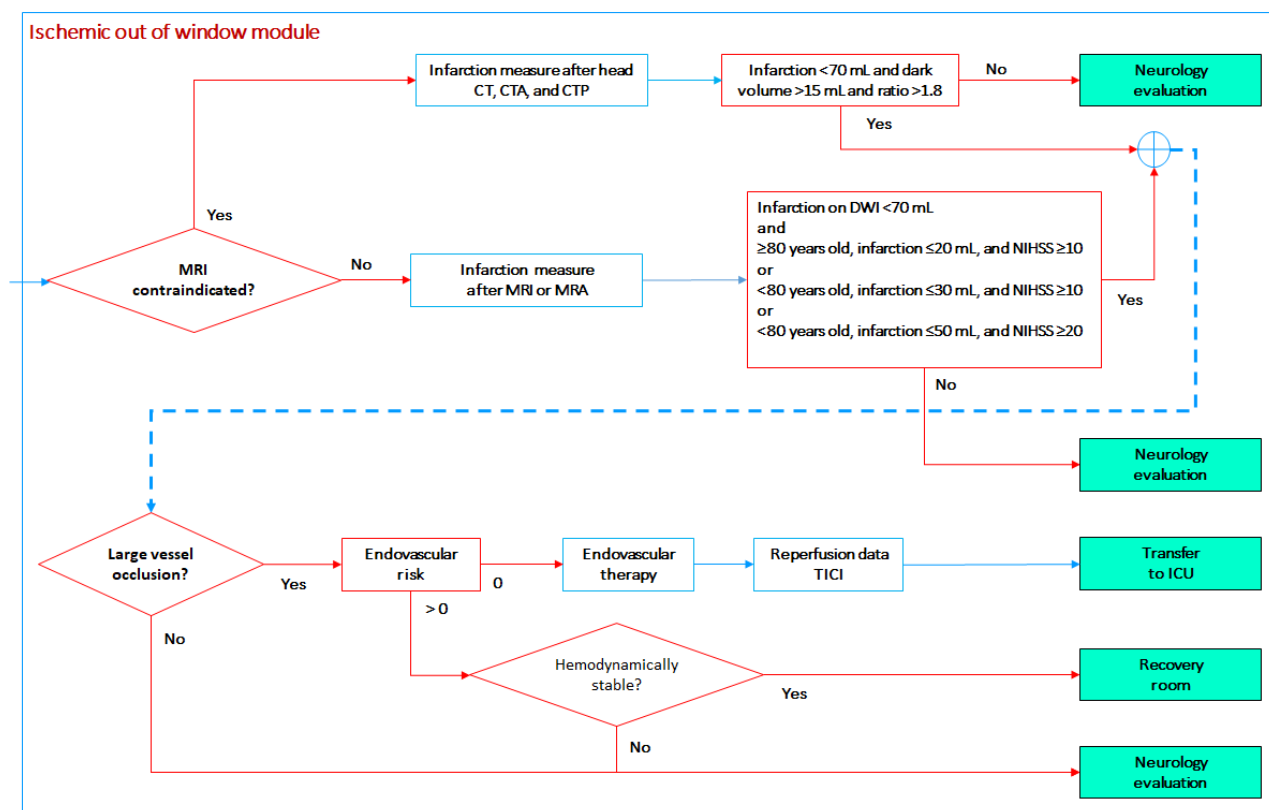 Ischemic out of window module
Infarction measure after head
CT, CTA, and CTP
Infarction <70 mL and dark
volume >15 mL and ratio >1.8
No
Neurology
evaluation
Yes
Yes
MRI
contraindicated?
No
Infarction measure
after MRI or MRA
Infarction on DWI <70 mL
and
≥80 years old, infarction ≤20 mL, and NIHSS ≥10
or
<80 years old, infarction ≤30 mL, and NIHSS ≥10
or
<80 years old, infarction ≤50 mL, and NIHSS ≥20
Yes
No
Neurology
evaluation
Large vessel
occlusion?
Yes
Endovascular
risk
0
Endovascular
therapy
Reperfusion data
TICI
Transfer
to ICU
> 0
No
Hemodynamically
stable?
Yes
Recovery
room
No
Neurology
evaluation